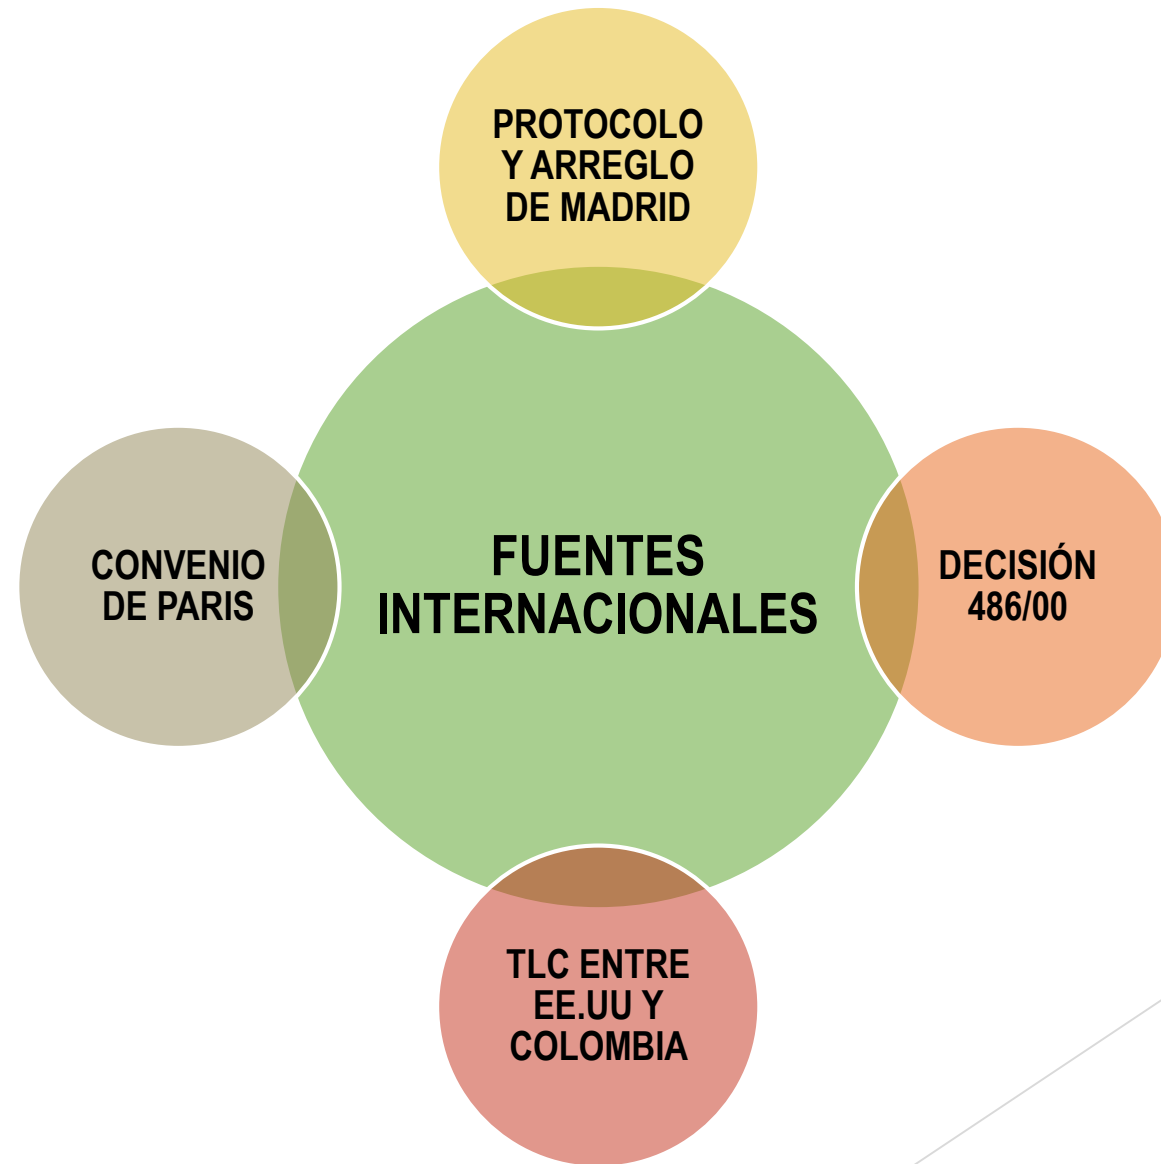 PROTOCOLO
Y ARREGLO
DE MADRID
CONVENIO
DE PARIS
FUENTES
INTERNACIONALES
DECISIÓN
486/00
TLC ENTRE
EE.UU Y
COLOMBIA